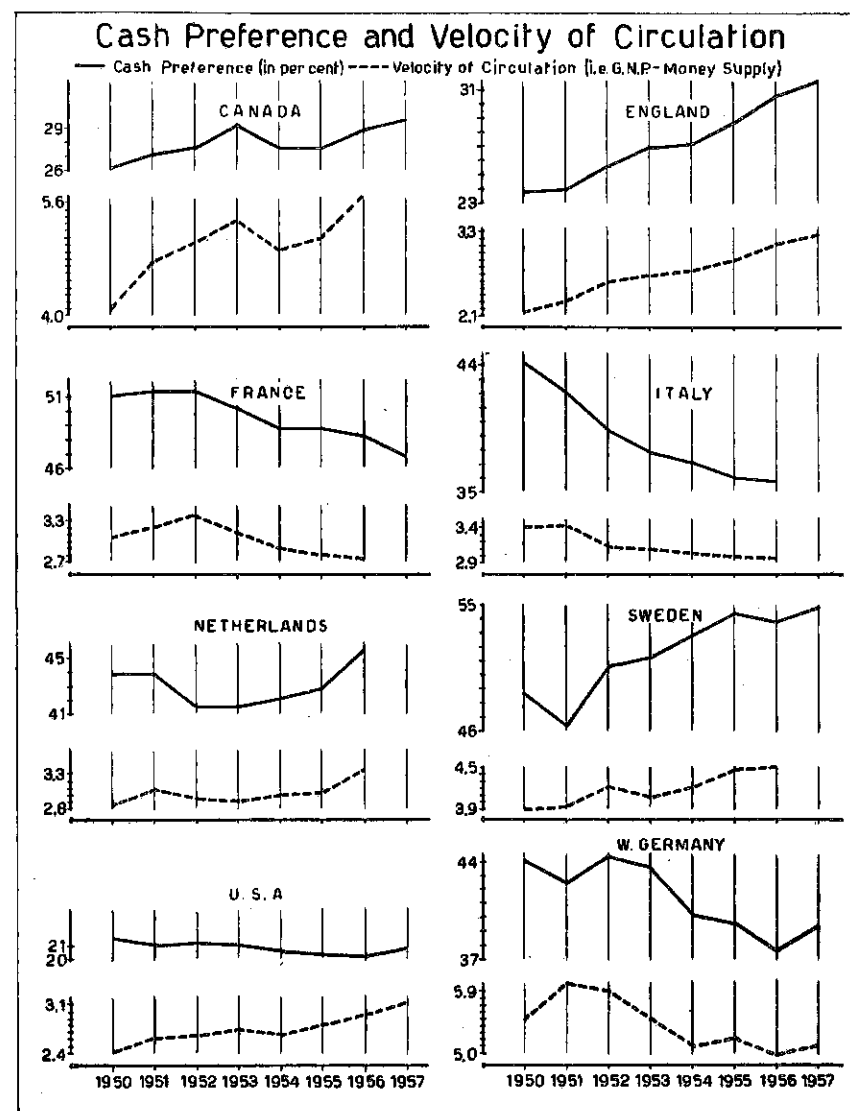 Cash Preference and Velocity of Circulation
Cash Preference (in per cent) Velocity of Circulation (i.e. G.N.P.-Money Supply)
CANADA
29
26
5.6
4.0
ENGLAND
31
23
3.3
2.1
FRANCE
51
46
3.3
2.7
ITALY
44
35
3.4
2.9
NETHERLANDS
45
41
3.3
2.8
SWEDEN
55
46
4.5
3.9
U.S.A
21
20
3.1
2.4
1950 1951 1952 1953 1954 1955 1956 1957
W. GERMANY
44
37
5.9
5.0
1950 1951 1952 1953 1954 1955 1956 1957